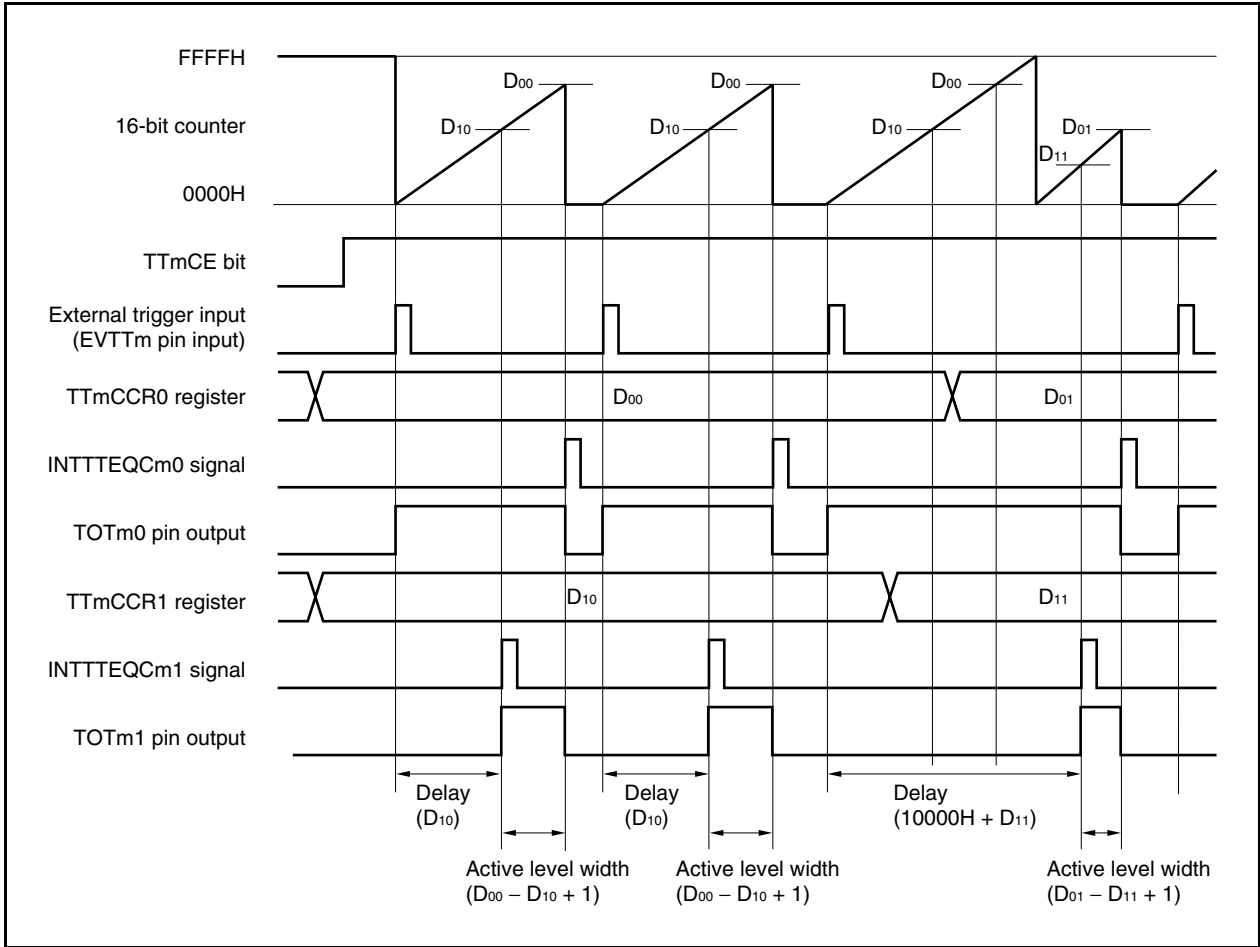 FFFFH
D00
D00
D00
16-bit counter
D10
D10
D10
D01
D11
0000H
TTmCE bit
External trigger input
(EVTTm pin input)
TTmCCR0 register
D00
D01
INTTTEQCm0 signal
TOTm0 pin output
TTmCCR1 register
D10
D11
INTTTEQCm1 signal
TOTm1 pin output
Delay
(D10)
Delay
(D10)
Delay
(10000H + D11)
Active level width
(D00 − D10 + 1)
Active level width
(D00 − D10 + 1)
Active level width
(D01 − D11 + 1)